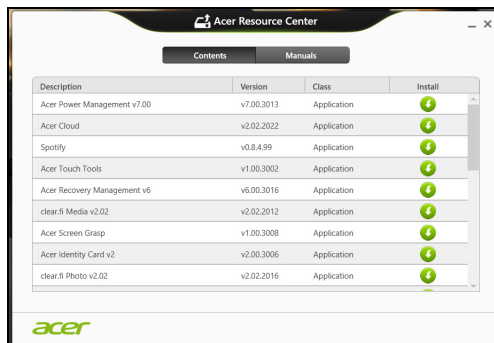 Acer Resource Center
Contents Manuals
Description Version Class Install
Acer Power Management v7.00 v7.00.3013 Application
Acer Cloud v2.02.2022 Application
Spotify v0.8.4.99 Application
Acer Touch Tools v1.00.3002 Application
Acer Recovery Management v6 v6.00.3016 Application
clear.fi Media v2.02 v2.02.2012 Application
Acer Screen Grasp v1.00.3008 Application
Acer Identity Card v2 v2.00.3006 Application
clear.fi Photo v2.02 v2.02.2016 Application
acer